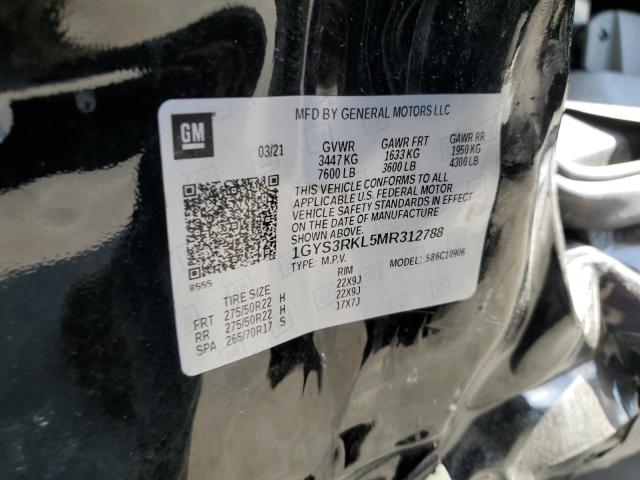 GM
MFD BY GENERAL MOTORS LLC
03/21 GVWR GAWR FRT GAWR RR
3447 KG 1633 KG 1950 KG
7600 LB 3600 LB 4300 LB
THIS VEHICLE CONFORMS TO ALL
APPLICABLE U.S. FEDERAL MOTOR
VEHICLE SAFETY STANDARDS IN EFFECT
ON THE DATE OF MANUFACTURE
SHOWN ABOVE.
1GYS3RKL5MR312788
TYPE: M.P.V. MODEL: 586C10906
8555
TIRE SIZE RIM
FRT 275/50R22 H 22X9J
RR 275/50R22 H 22X9J
SPA 265/70R17 S 17X7J